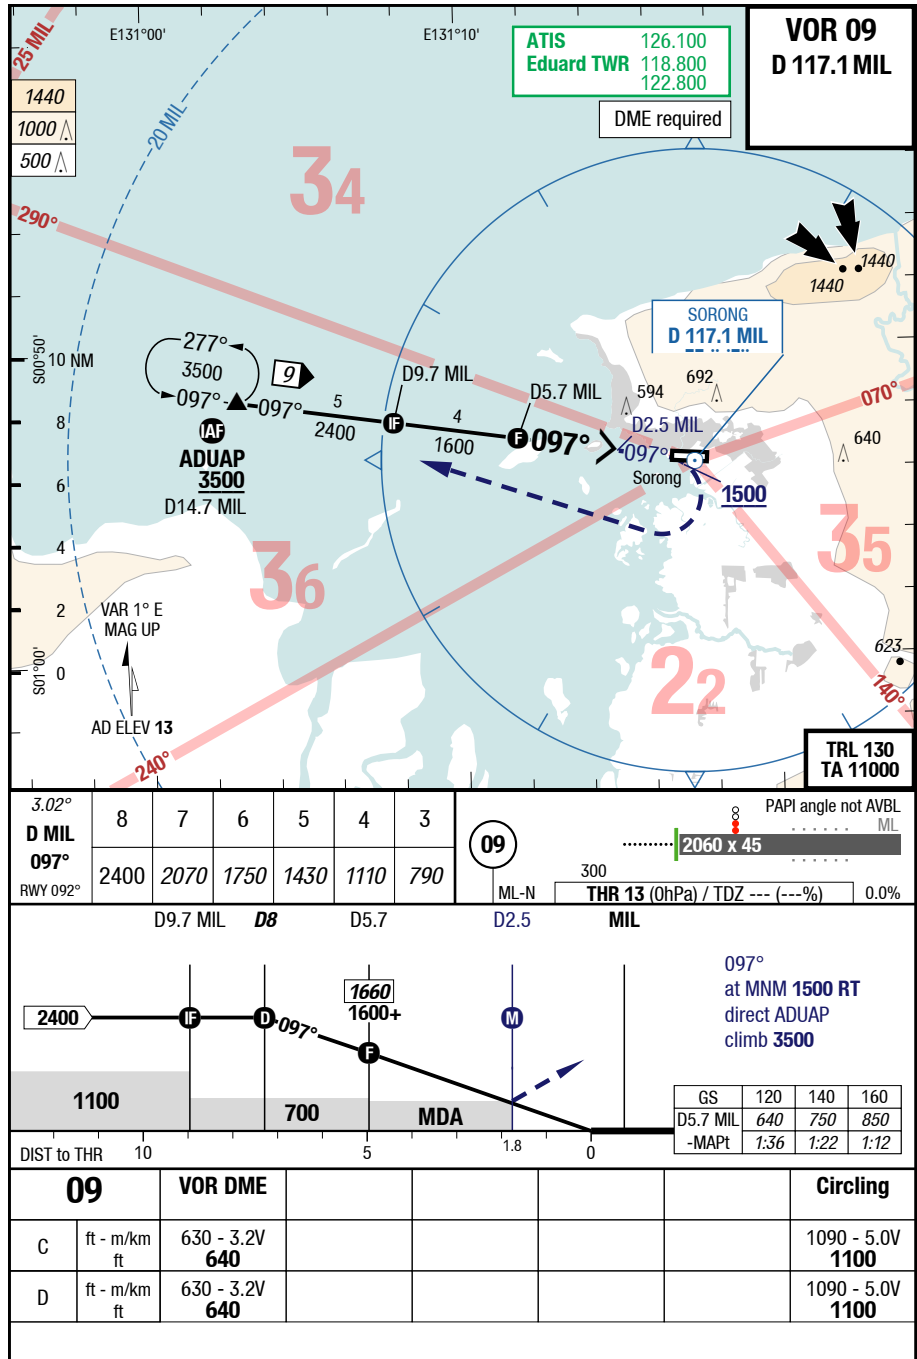 E131°00'
E131°10'
25 MIL
20 MIL
ATIS 126.100
Eduard TWR 118.800
122.800
VOR 09
D 117.1 MIL
DME required
1440
1000
500
34
290°
1440
1440
SORONG
D 117.1 MIL
S00°50'
10 NM
277°
3500
097°
097°
9
5
2400
D9.7 MIL
IF
4
1600
D5.7 MIL
F
097°
594
692
070°
D2.5 MIL
097°
Sorong
1500
640
8
IAF
ADUAP
3500
D14.7 MIL
6
4
2
0
S01°00'
36
35
22
623
140°
VAR 1° E
MAG UP
AD ELEV 13
240°
TRL 130
TA 11000
3.02°
D MIL
097°
RWY 092°
8 7 6 5 4 3
2400 2070 1750 1430 1110 790
09
ML-N
PAPI angle not AVBL
ML
2060 x 45
300
THR 13 (0hPa) / TDZ --- (---%)
0.0%
D9.7 MIL D8 D5.7 D2.5 MIL
2400
IF
D
097°
1660
1600+
F
M
097°
at MNM 1500 RT
direct ADUAP
climb 3500
1100
700
MDA
GS 120 140 160
D5.7 MIL 640 750 850
-MAPt 1:36 1:22 1:12
DIST to THR 10 5 1.8 0
09 VOR DME Circling
C ft - m/km 630 - 3.2V 1090 - 5.0V
ft 640 1100
D ft - m/km 630 - 3.2V 1090 - 5.0V
ft 640 1100